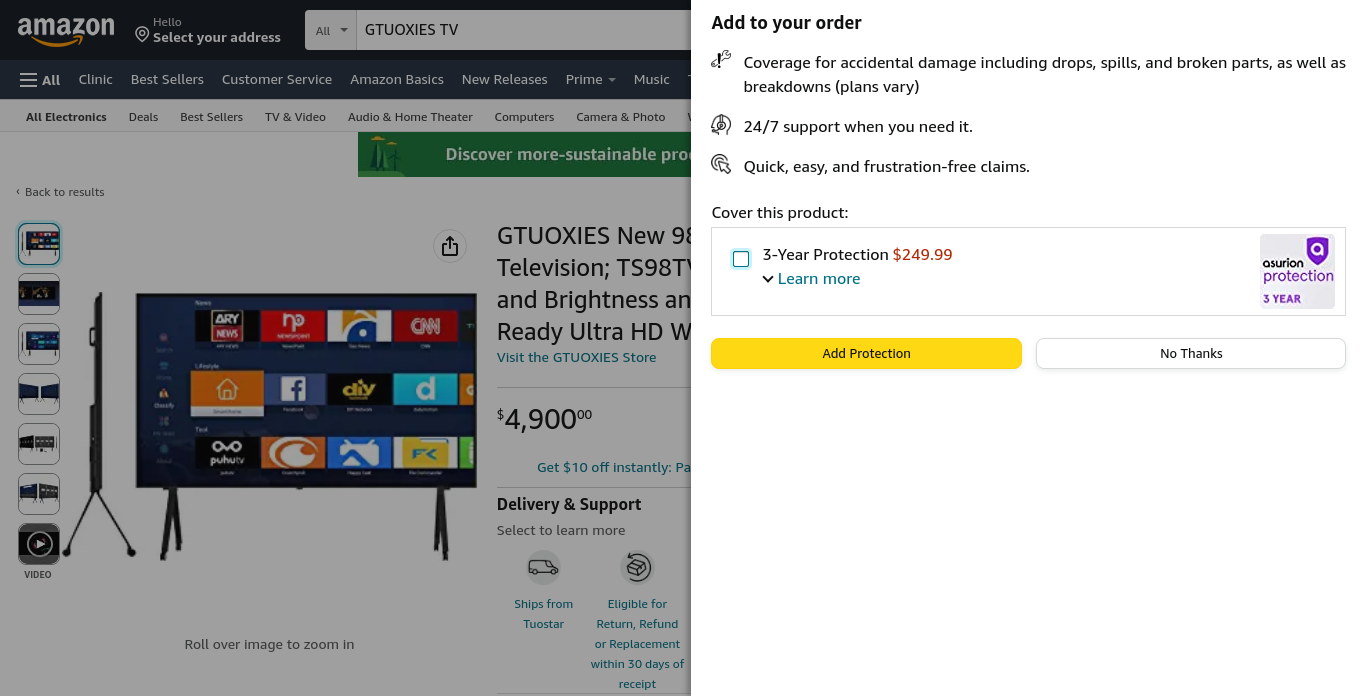 amazon
Hello
Select your address
All
GTUOXIES TV
All
Clinic
Best Sellers
Customer Service
Amazon Basics
New Releases
Prime
Music
All Electronics
Deals
Best Sellers
TV & Video
Audio & Home Theater
Computers
Camera & Photo
Discover more-sustainable pro
‹ Back to results
GTUOXIES New 98
Television; TS98TV
and Brightness an
Ready Ultra HD W
Visit the GTUOXIES Store
$4,90000
Get $10 off instantly: Pa
Delivery & Support
Select to learn more
Ships from
Tuostar
Eligible for
Return, Refund
or Replacement
within 30 days of
receipt
News
ARY
NEWS
np
CNN
Lifestyle
diy
d
Facebook
puhutv
VIDEO
Roll over image to zoom in
Add to your order
Coverage for accidental damage including drops, spills, and broken parts, as well as
breakdowns (plans vary)
24/7 support when you need it.
Quick, easy, and frustration-free claims.
Cover this product:
3-Year Protection $249.99
Learn more
asurion
protection
3 YEAR
Add Protection
No Thanks